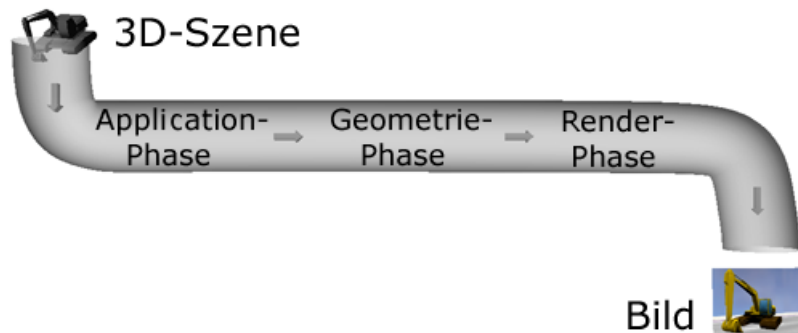 3D-Szene
Application-
Phase
Geometrie-
Phase
Render-
Phase
Bild